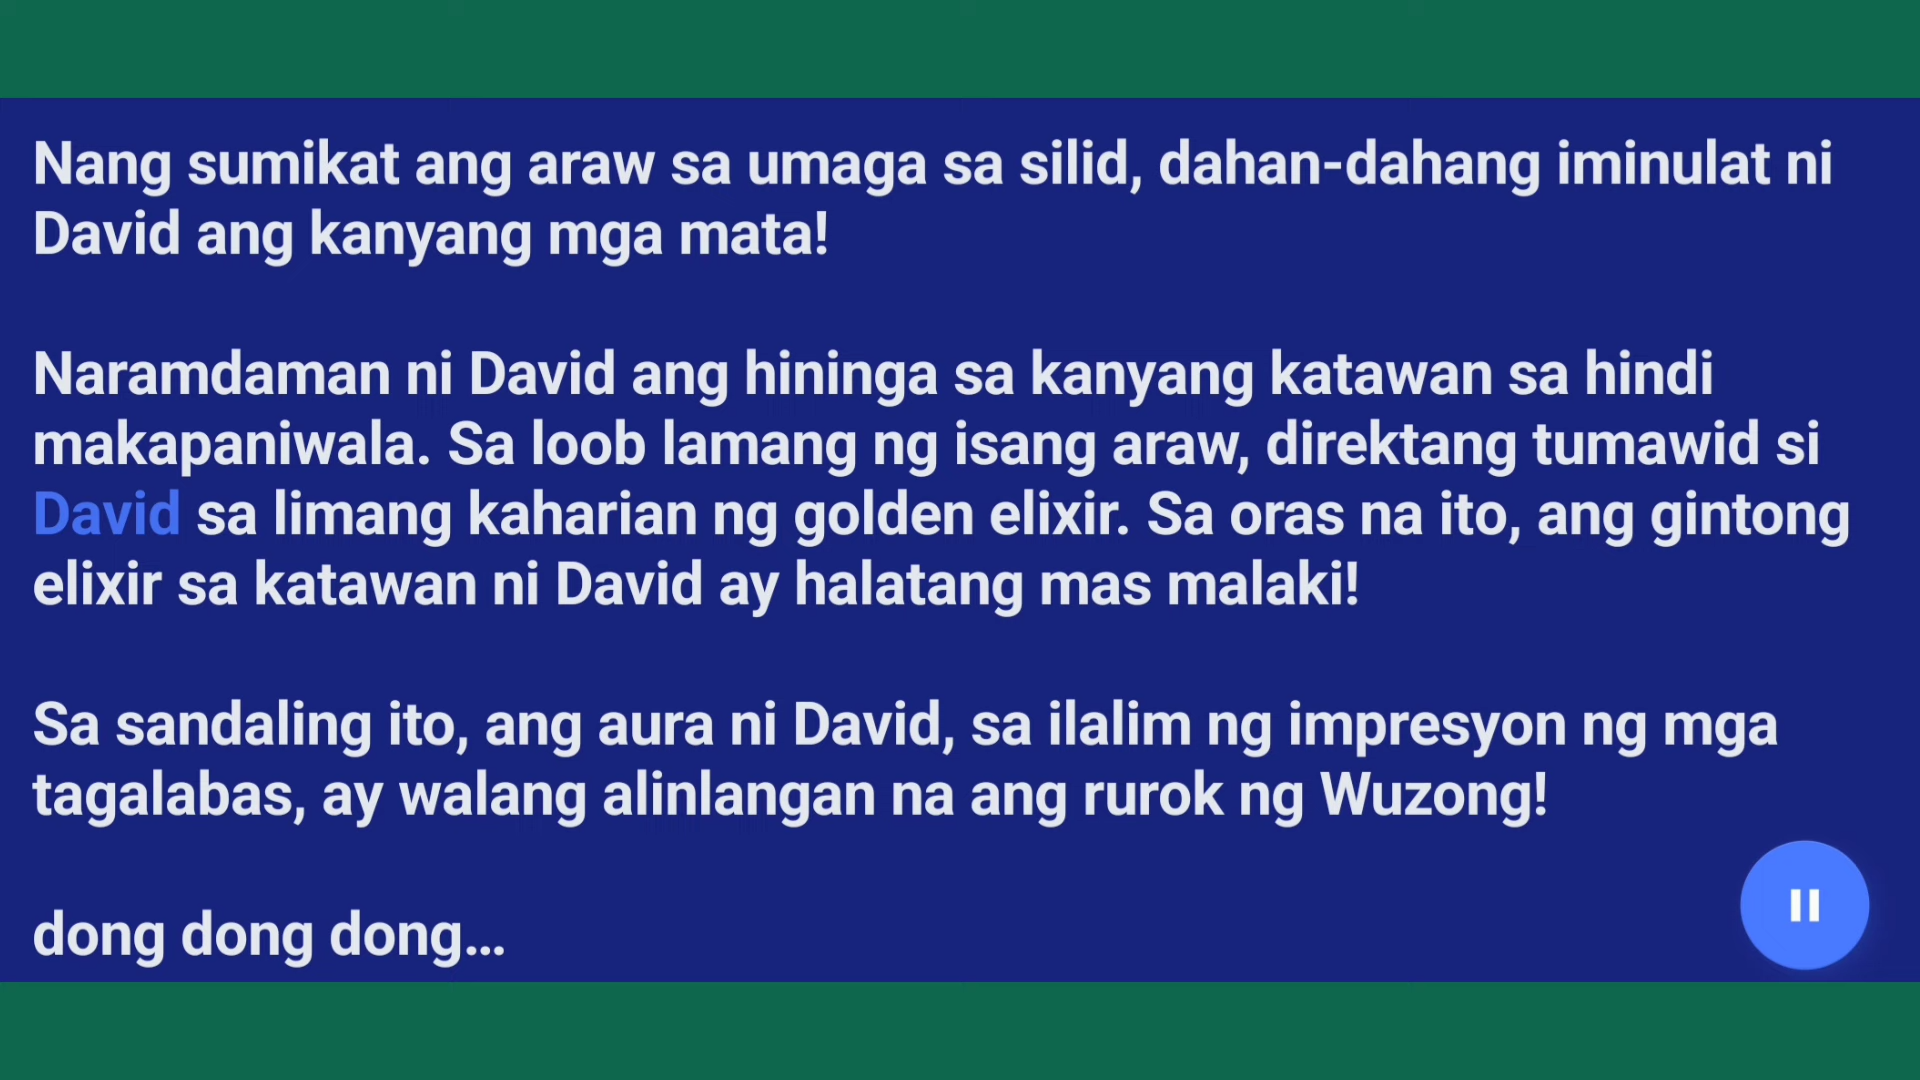 Nang sumikat ang araw sa umaga sa silid, dahan-dahang iminulat ni
David ang kanyang mga mata!
Naramdaman ni David ang hininga sa kanyang katawan sa hindi
makapaniwala. Sa loob lamang ng isang araw, direktang tumawid si
David sa limang kaharian ng golden elixir. Sa oras na ito, ang gintong
elixir sa katawan ni David ay halatang mas malaki!
Sa sandaling ito, ang aura ni David, sa ilalim ng impresyon ng mga
tagalabas, ay walang alinlangan na ang rurok ng Wuzong!
dong dong dong...